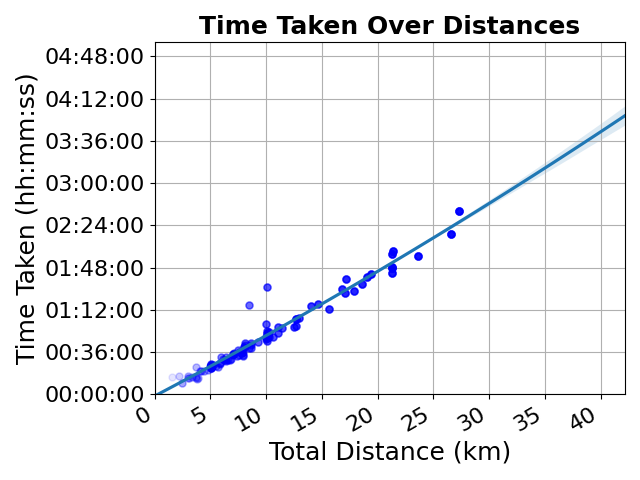 Time Taken Over Distances
Time Taken (hh:mm:ss)
04:48:00
04:12:00
03:36:00
03:00:00
02:24:00
01:48:00
01:12:00
00:36:00
00:00:00
0 5 10 15 20 25 30 35 40
Total Distance (km)